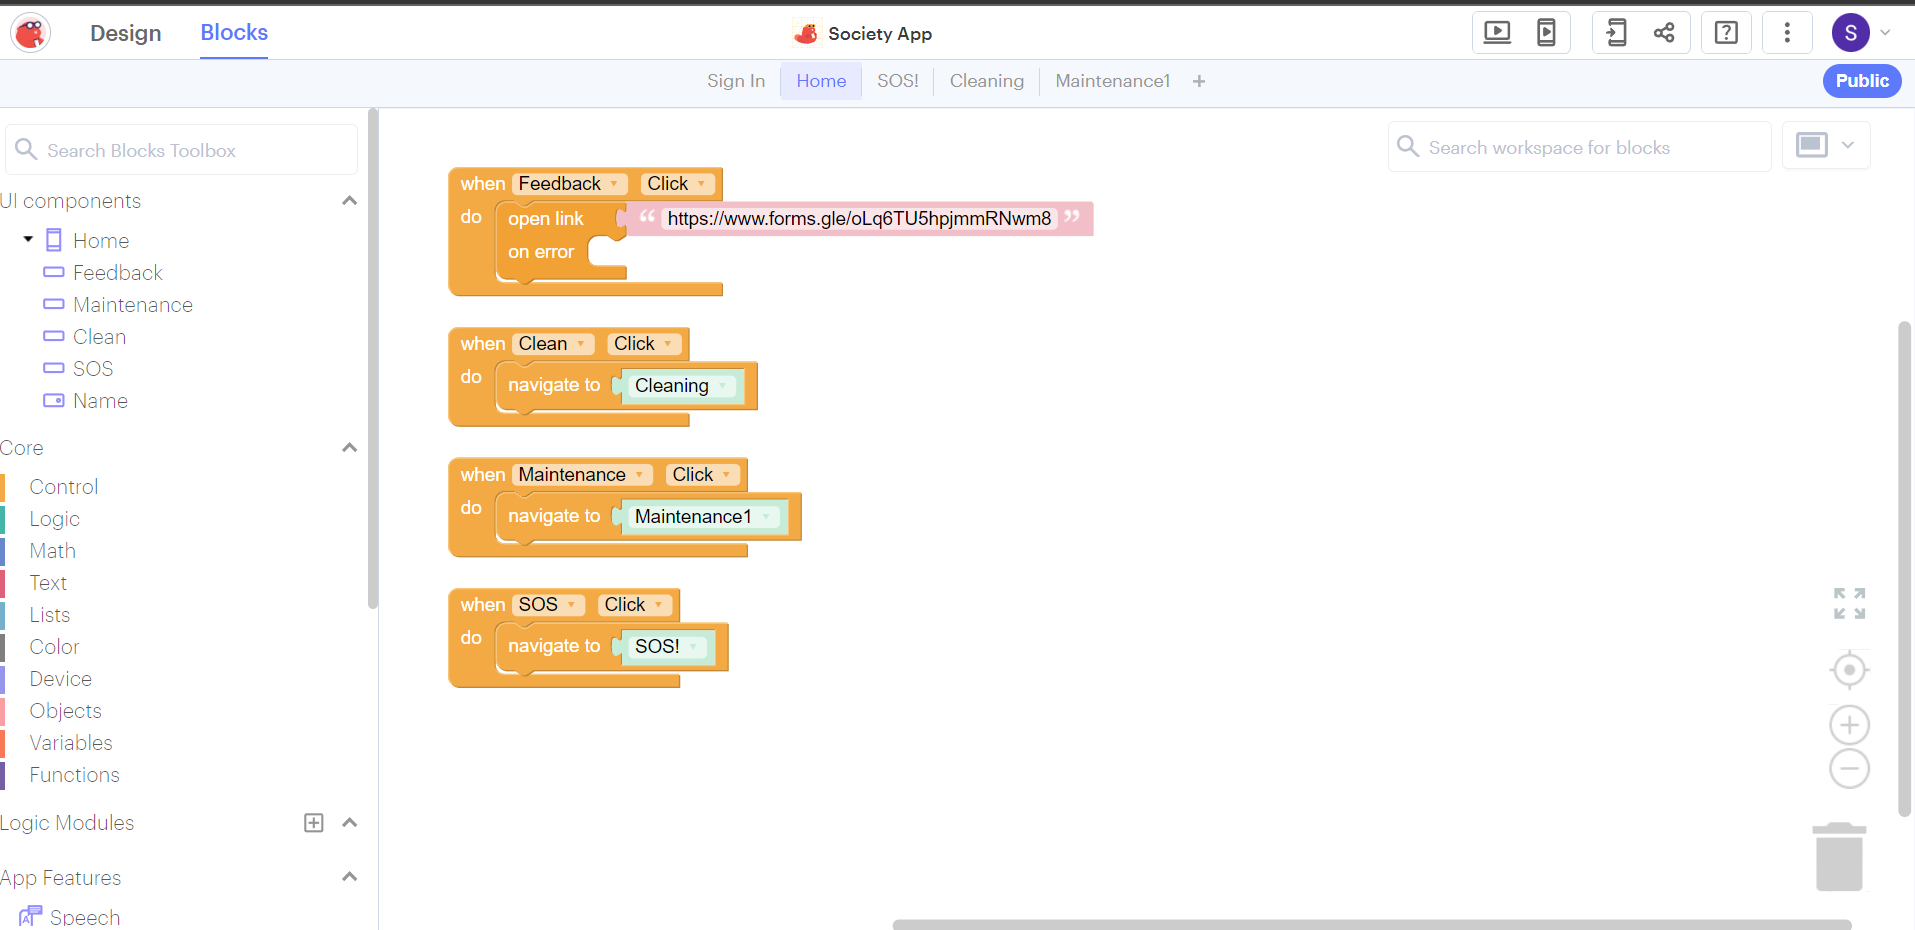 Design
Blocks
Society App
S
Sign In
Home
SOS!
Cleaning
Maintenance1
+
Public
Search Blocks Toolbox
UI components
Home
Feedback
Maintenance
Clean
SOS
Name
Core
Control
Logic
Math
Text
Lists
Color
Device
Objects
Variables
Functions
Logic Modules
App Features
Speech
Search workspace for blocks
when Feedback Click
do open link “ https://www.forms.gle/oLq6TU5hpjmmRNwm8 ”
on error
when Clean Click
do navigate to Cleaning
when Maintenance Click
do navigate to Maintenance1
when SOS Click
do navigate to SOS!